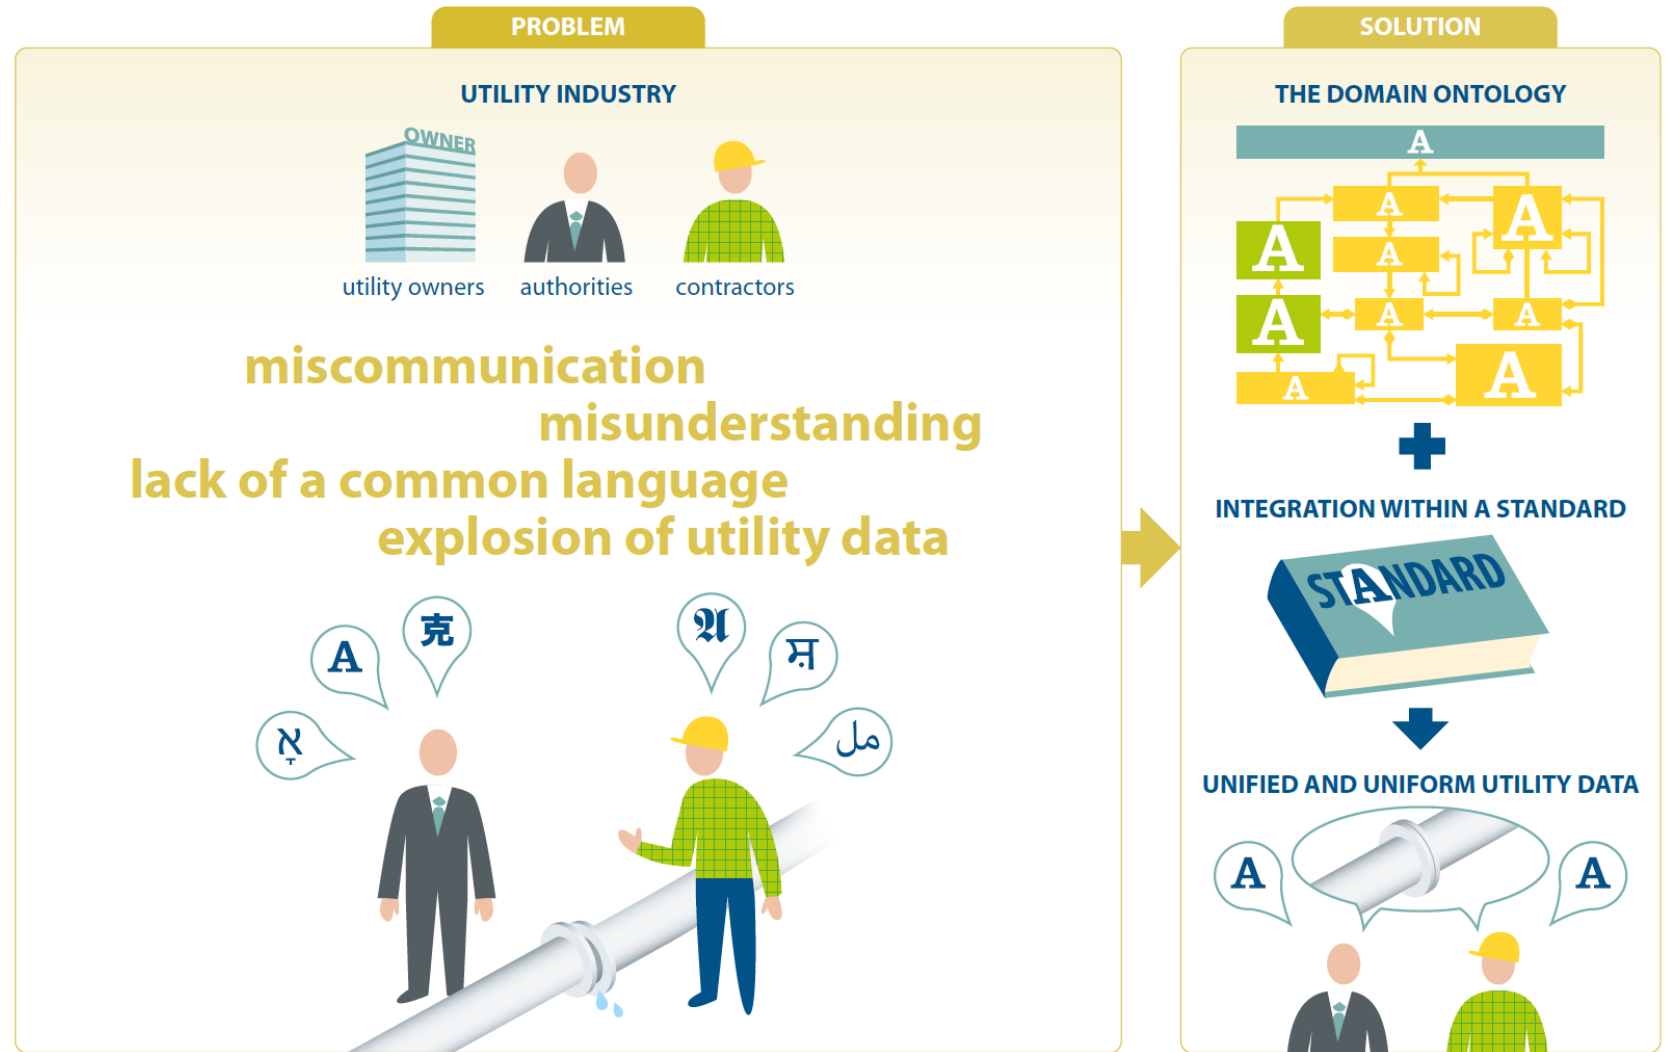 PROBLEM
UTILITY INDUSTRY
OWNER
utility owners
authorities
contractors
miscommunication
misunderstanding
lack of a common language
explosion of utility data
אָ
A
克
𝕬
ਸ਼
مل
SOLUTION
THE DOMAIN ONTOLOGY
A
A
A
A
A
A
A
A
A
A
INTEGRATION WITHIN A STANDARD
STANDARD
UNIFIED AND UNIFORM UTILITY DATA
A
A